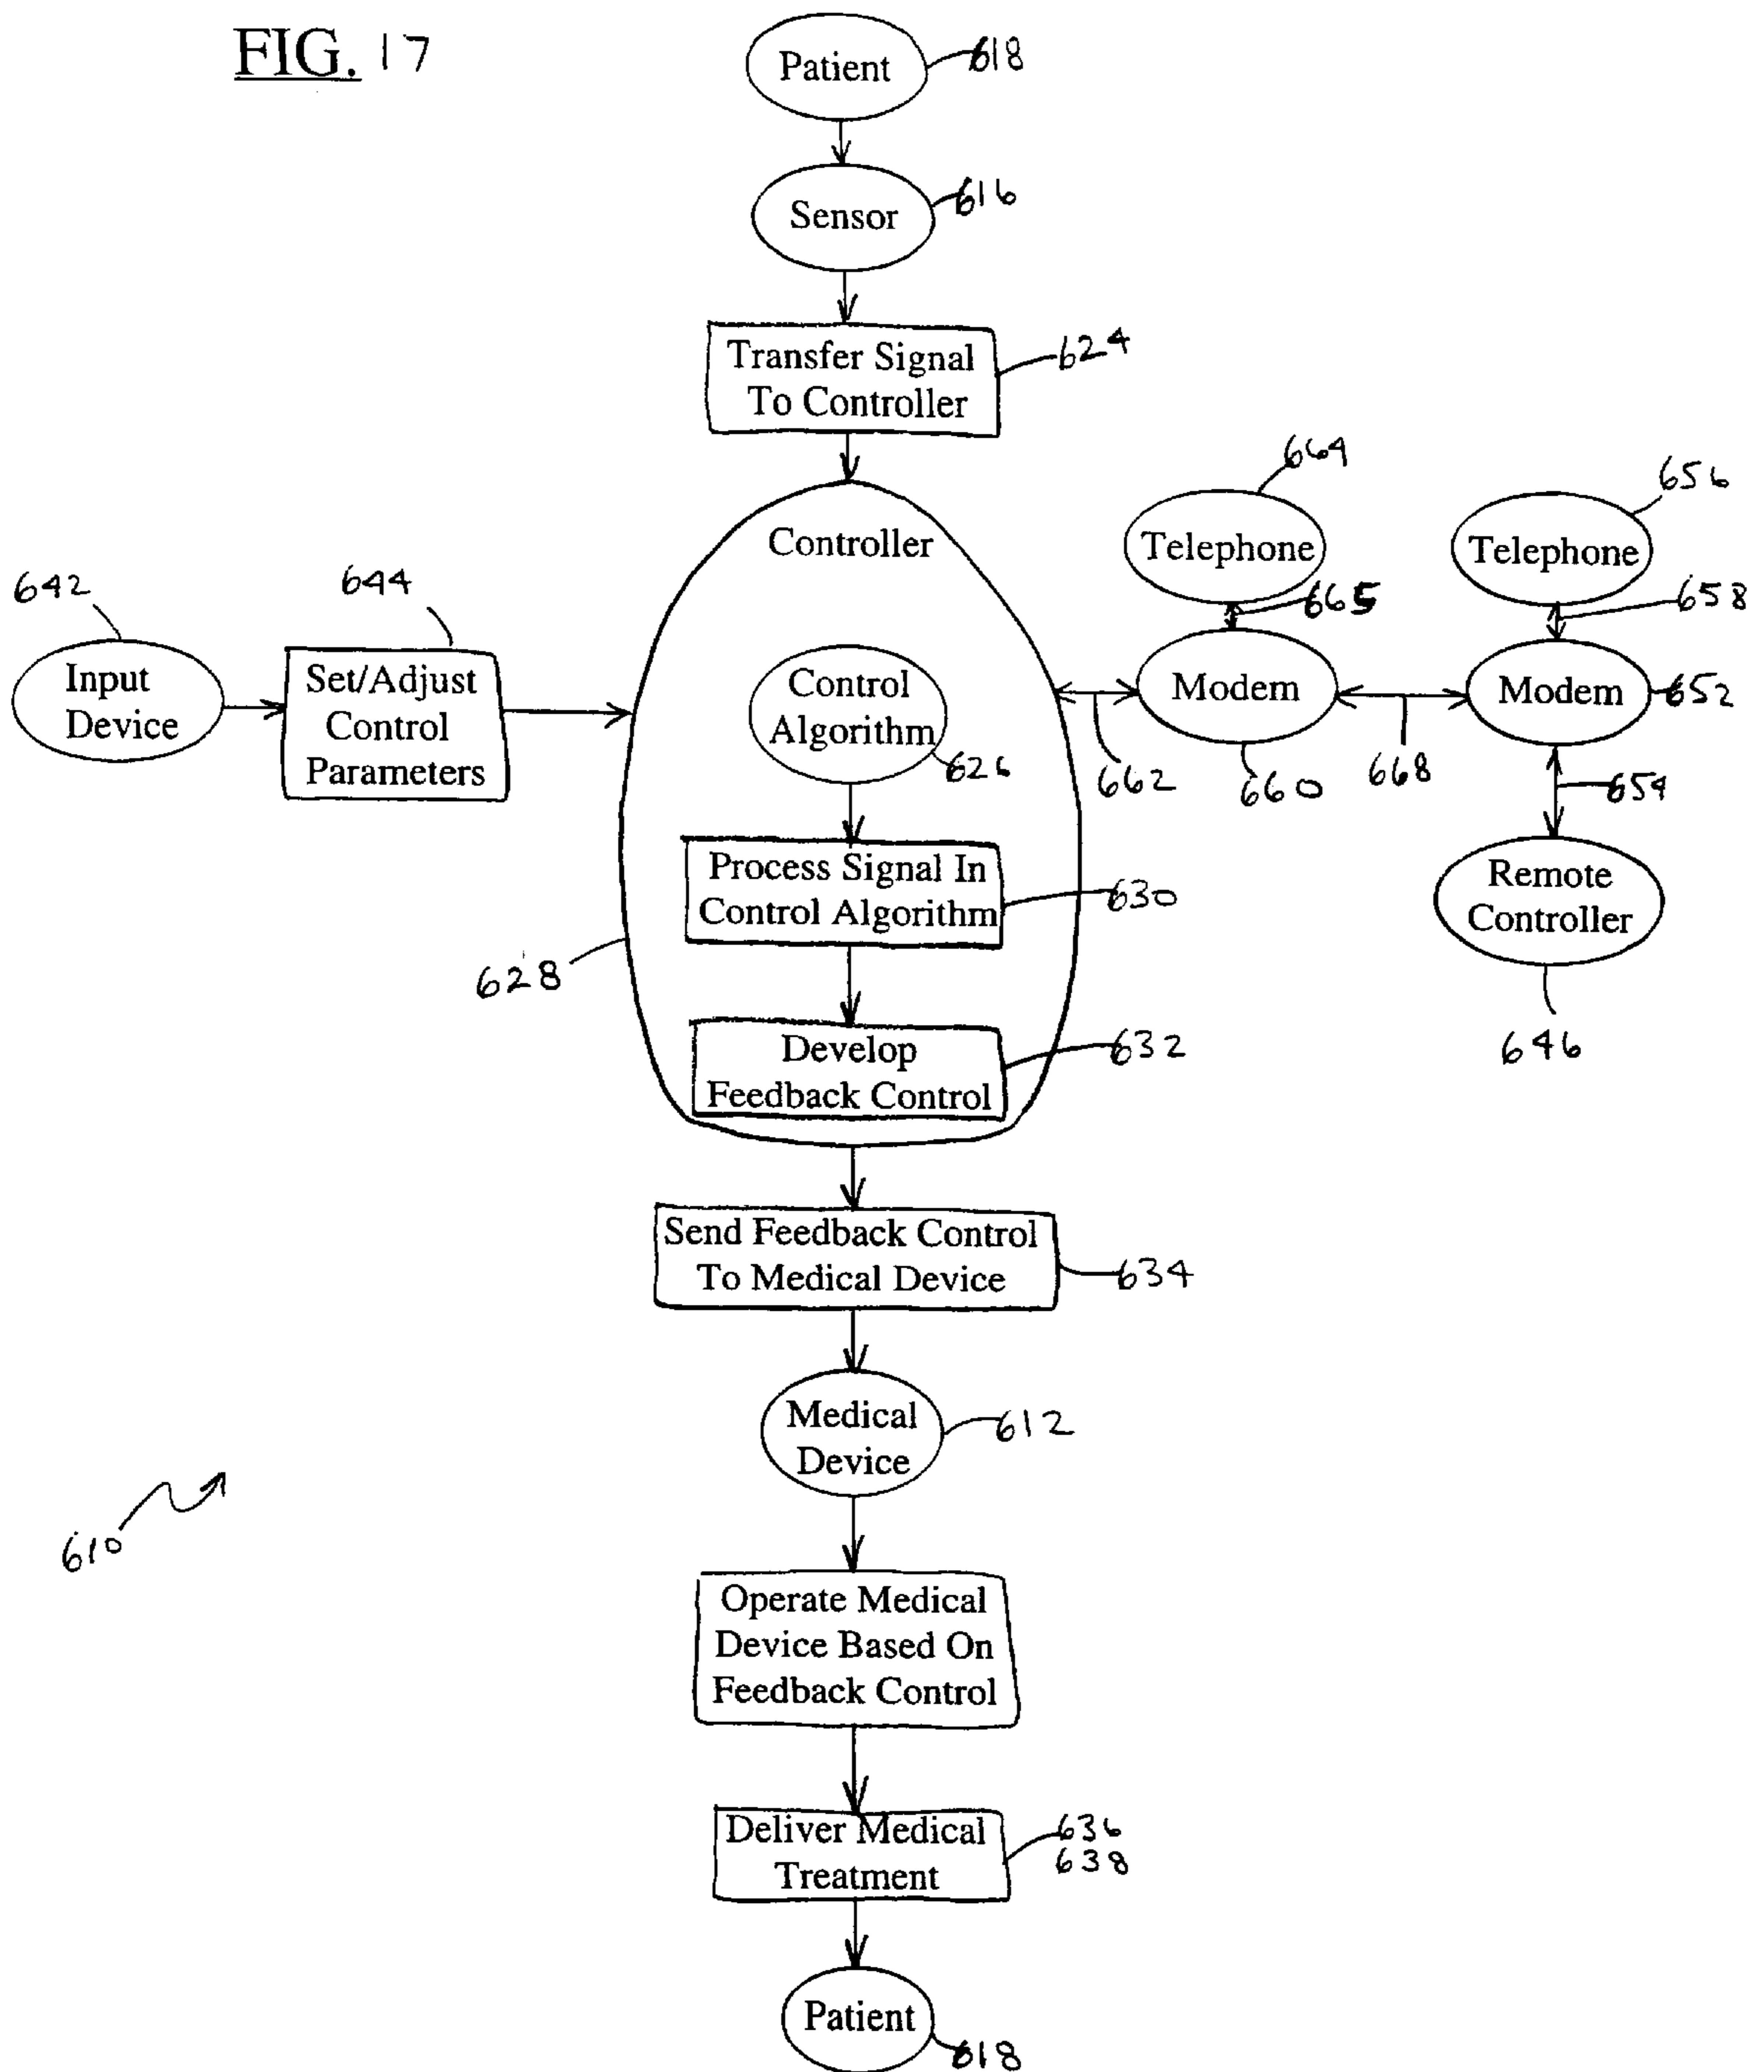 FIG. 17
Patient
618
Sensor
616
Transfer Signal
To Controller
624
Controller
664
Telephone
665
656
Telephone
658
642
Input
Device
644
Set/Adjust
Control
Parameters
Control
Algorithm
626
662
Modem
660
668
Modem
652
654
Remote
Controller
646
Process Signal In
Control Algorithm
630
628
Develop
Feedback Control
632
Send Feedback Control
To Medical Device
634
Medical
Device
612
610
Operate Medical
Device Based On
Feedback Control
Deliver Medical
Treatment
636
638
Patient
618